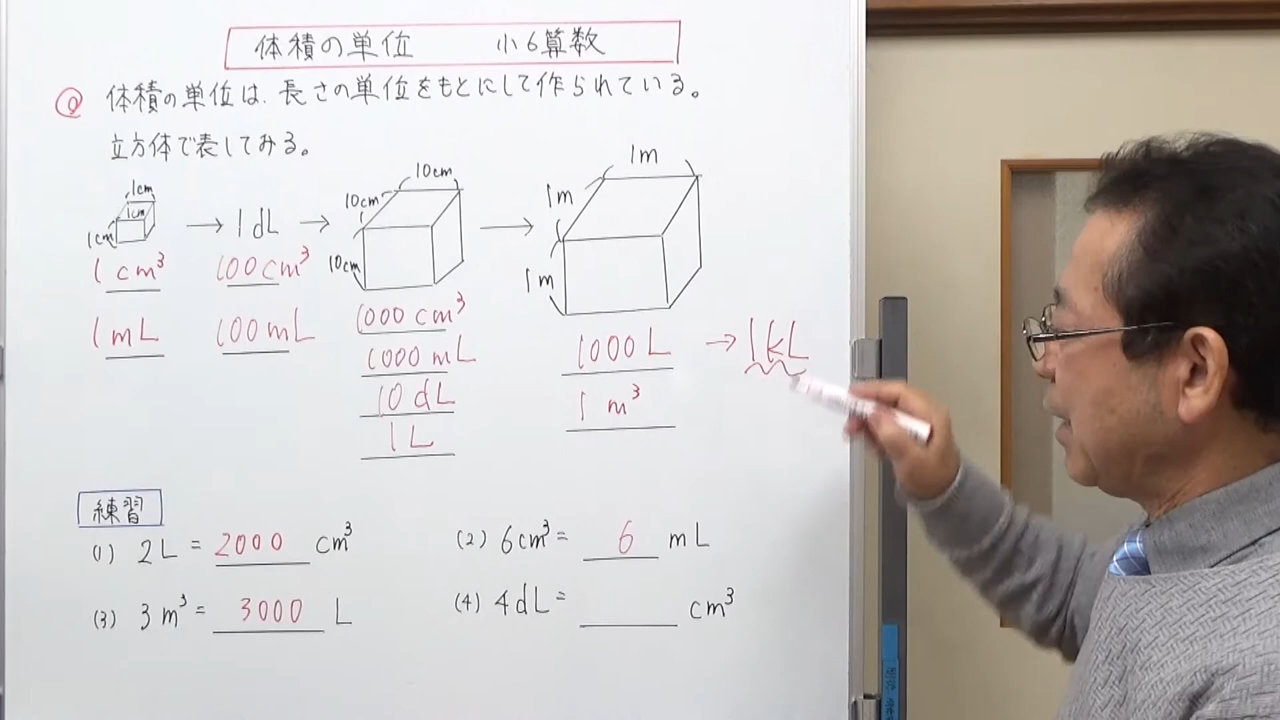 体積の単位 小6算数
Q 体積の単位は、長さの単位をもとにして作られている。
立方体で表してみる。
1cm 1cm 1cm → 1dL → 10cm 10cm 10cm → 1m 1m 1m
1cm³ 100cm³ 1000cm³ 1000L → 1kL
1mL 100mL 1000mL 1m³
10dL
1L
練習
(1) 2L = 2000 cm³ (2) 6cm³ = 6 mL
(3) 3m³ = 3000 L (4) 4dL = cm³